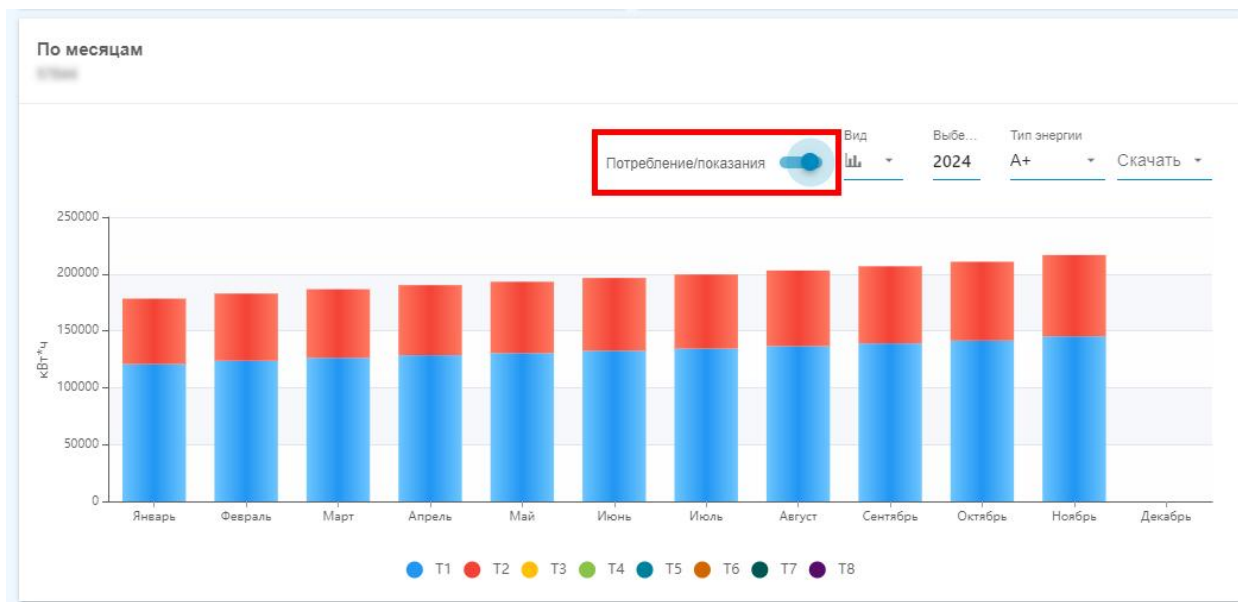 По месяцам
Потребление/показания
Вид
Выбе...
2024
Тип энергии
A+
Скачать
250000
200000
150000
100000
50000
0
кВт*ч
Январь Февраль Март Апрель Май Июнь Июль Август Сентябрь Октябрь Ноябрь Декабрь
T1 T2 T3 T4 T5 T6 T7 T8